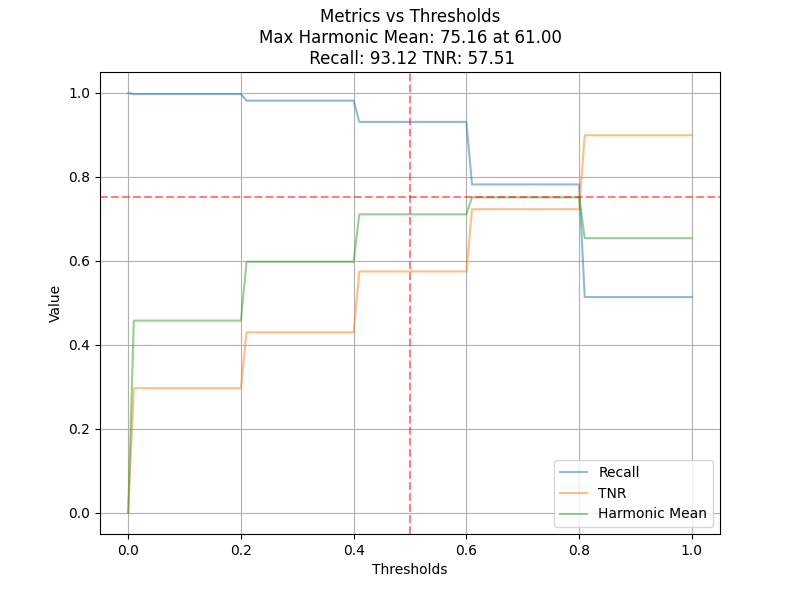 Metrics vs Thresholds
Max Harmonic Mean: 75.16 at 61.00
Recall: 93.12 TNR: 57.51
1.0
0.8
0.6
0.4
0.2
0.0
Value
Recall
TNR
Harmonic Mean
0.0 0.2 0.4 0.6 0.8 1.0
Thresholds